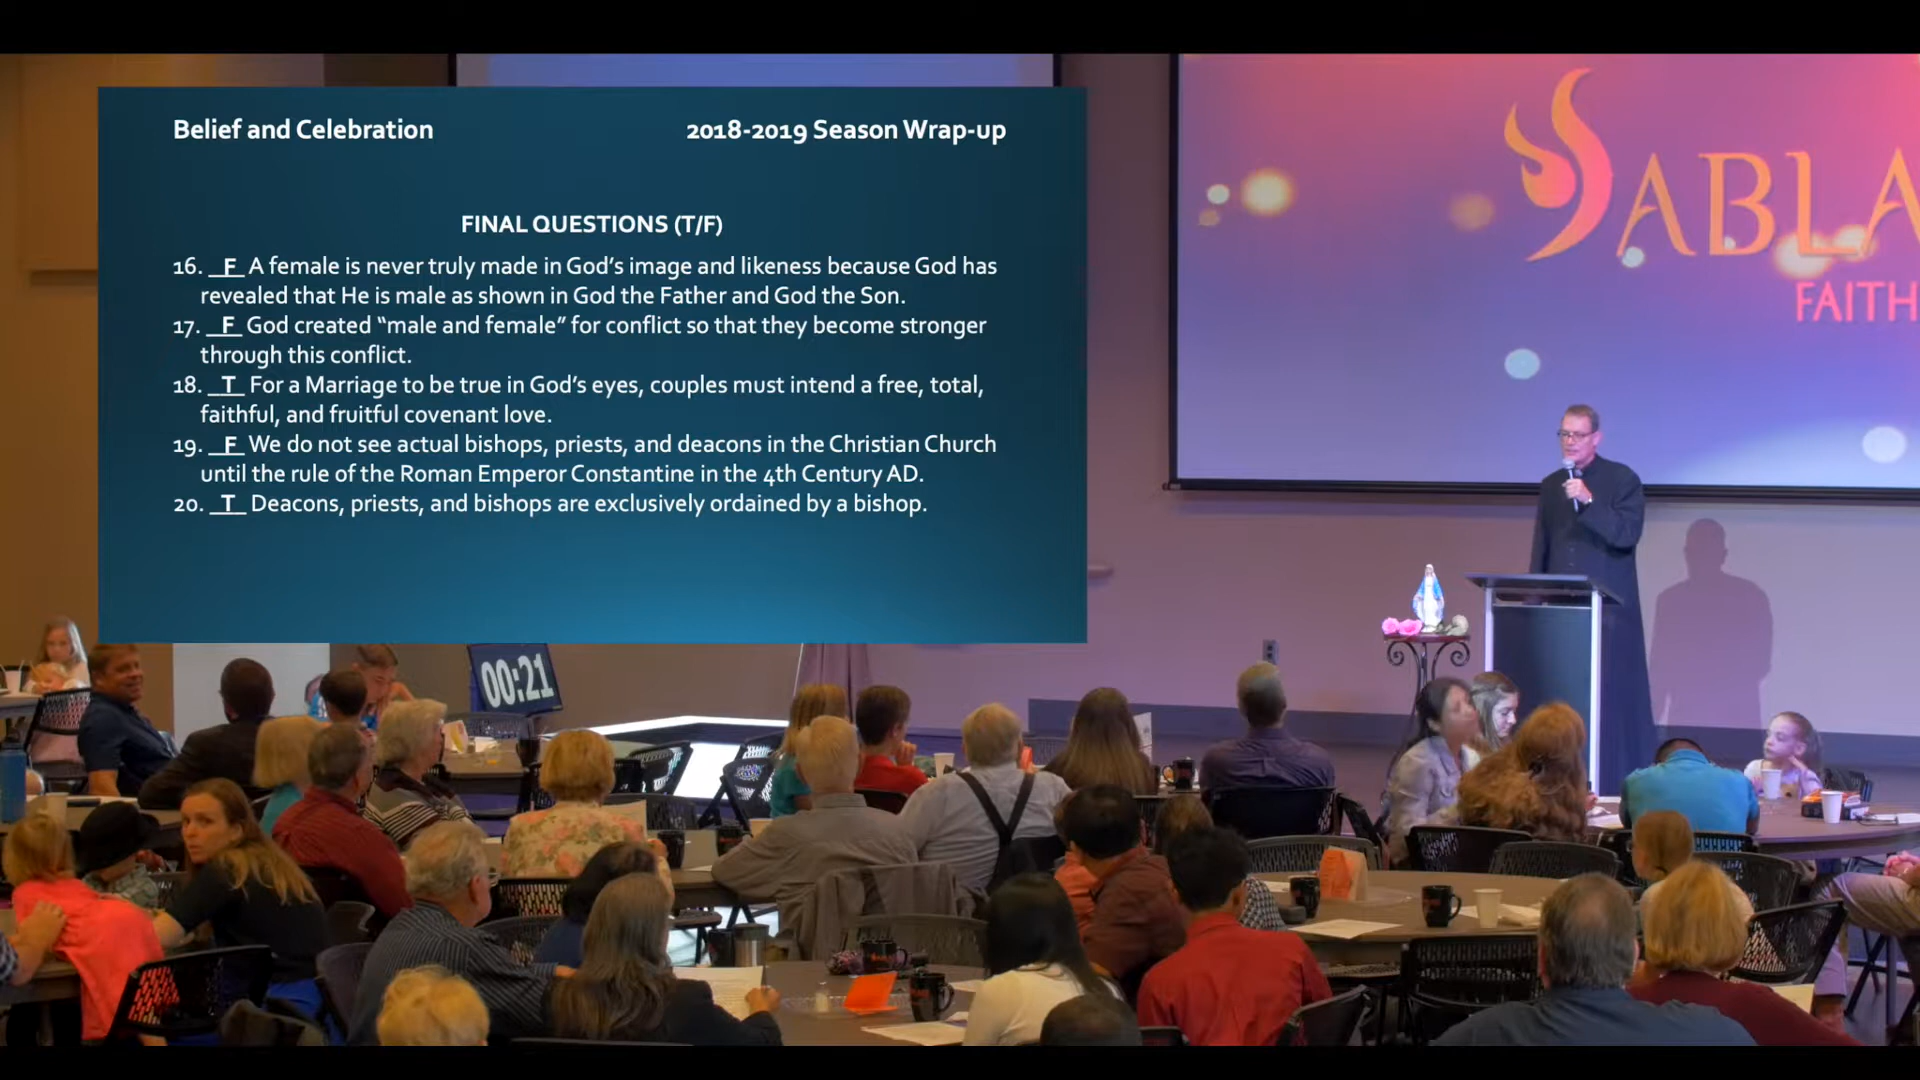 Belief and Celebration 2018-2019 Season Wrap-up
FINAL QUESTIONS (T/F)
16. __F_ A female is never truly made in God's image and likeness because God has
revealed that He is male as shown in God the Father and God the Son.
17. __F_ God created "male and female" for conflict so that they become stronger
through this conflict.
18. __T_ For a Marriage to be true in God's eyes, couples must intend a free, total,
faithful, and fruitful covenant love.
19. __F_ We do not see actual bishops, priests, and deacons in the Christian Church
until the rule of the Roman Emperor Constantine in the 4th Century AD.
20. __T_ Deacons, priests, and bishops are exclusively ordained by a bishop.
ABLA
FAITH
00:21